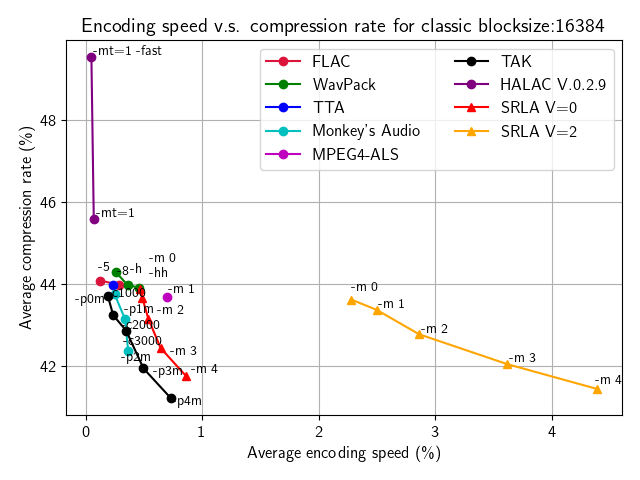 Encoding speed v.s. compression rate for classic blocksize:16384
-mt=1 -fast
FLAC
WavPack
TTA
Monkey's Audio
MPEG4-ALS
TAK
HALAC V.0.2.9
SRLA V=0
SRLA V=2
Average compression rate (%)
48
46
44
42
-mt=1
-5
-8
-h
-hh
-m 0
-m 1
-m 2
-m 3
-m 4
-p0m
-p1m
-p2m
-p3m
-p4m
-c2000
-c3000
-m 0
-m 1
-m 2
-m 3
-m 4
0
1
2
3
4
Average encoding speed (%)